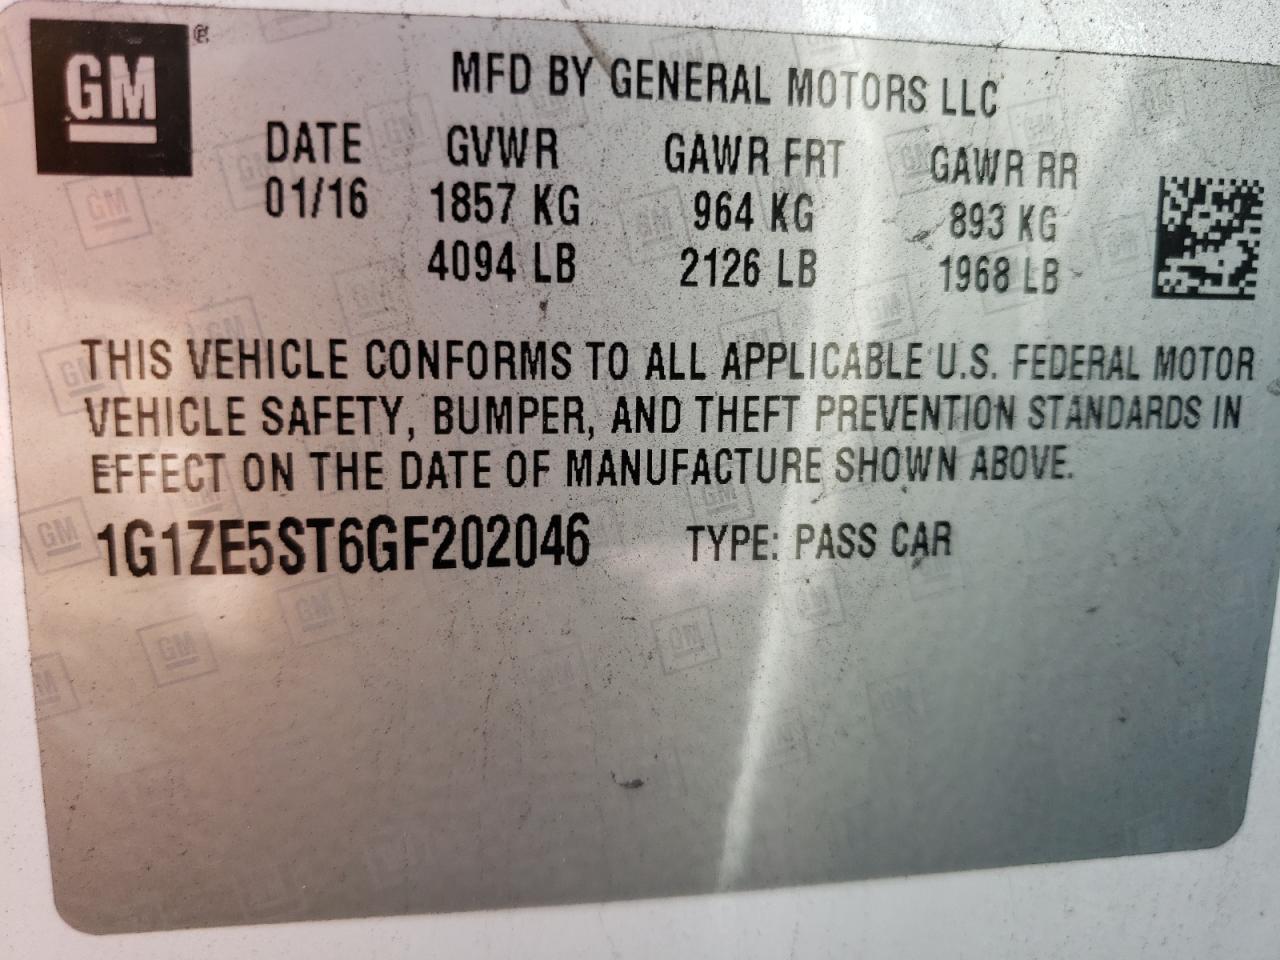 GM ®
MFD BY GENERAL MOTORS LLC
DATE GVWR GAWR FRT GAWR RR
01/16 1857 KG 964 KG 893 KG
4094 LB 2126 LB 1968 LB
THIS VEHICLE CONFORMS TO ALL APPLICABLE U.S. FEDERAL MOTOR
VEHICLE SAFETY, BUMPER, AND THEFT PREVENTION STANDARDS IN
EFFECT ON THE DATE OF MANUFACTURE SHOWN ABOVE.
1G1ZE5ST6GF202046 TYPE: PASS CAR